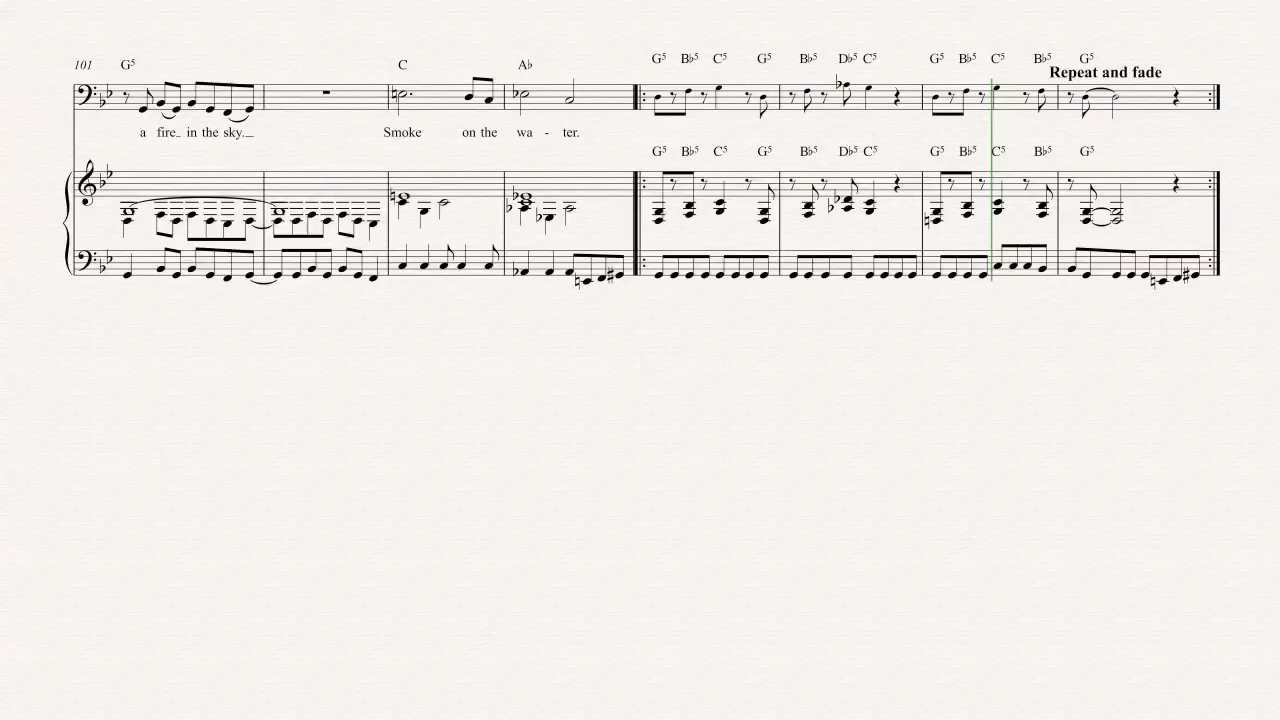 101 G5 C A♭ G5 B♭5 C5 G5 B♭5 D♭5 C5 G5 B♭5 C5 B♭5 G5
Repeat and fade
a fire in the sky. Smoke on the wa - ter.
G5 B♭5 C5 G5 B♭5 D♭5 C5 G5 B♭5 C5 B♭5 G5